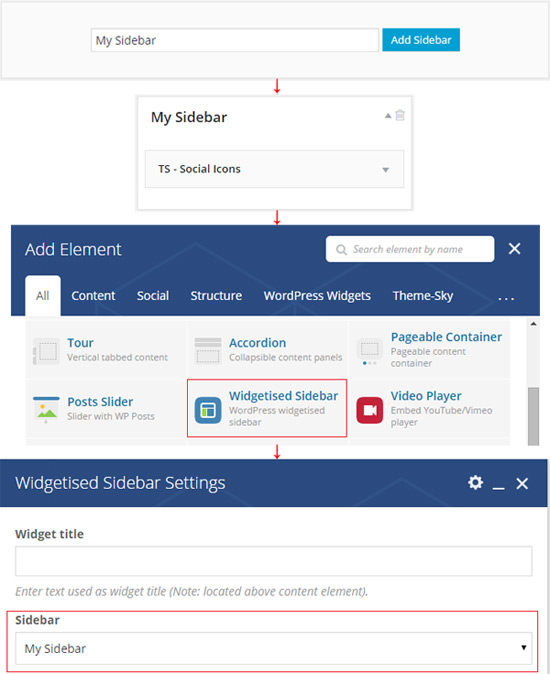 My Sidebar Add Sidebar
My Sidebar
TS - Social Icons
Add Element Search element by name
All Content Social Structure WordPress Widgets Theme-Sky ...
Tour
Vertical tabbed content
Accordion
Collapsible content panels
Pageable Container
Pageable content
container
Posts Slider
Slider with WP Posts
Widgetised Sidebar
WordPress widgetised
sidebar
Video Player
Embed YouTube/Vimeo
player
Widgetised Sidebar Settings
Widget title
Enter text used as widget title (Note: located above content element).
Sidebar
My Sidebar